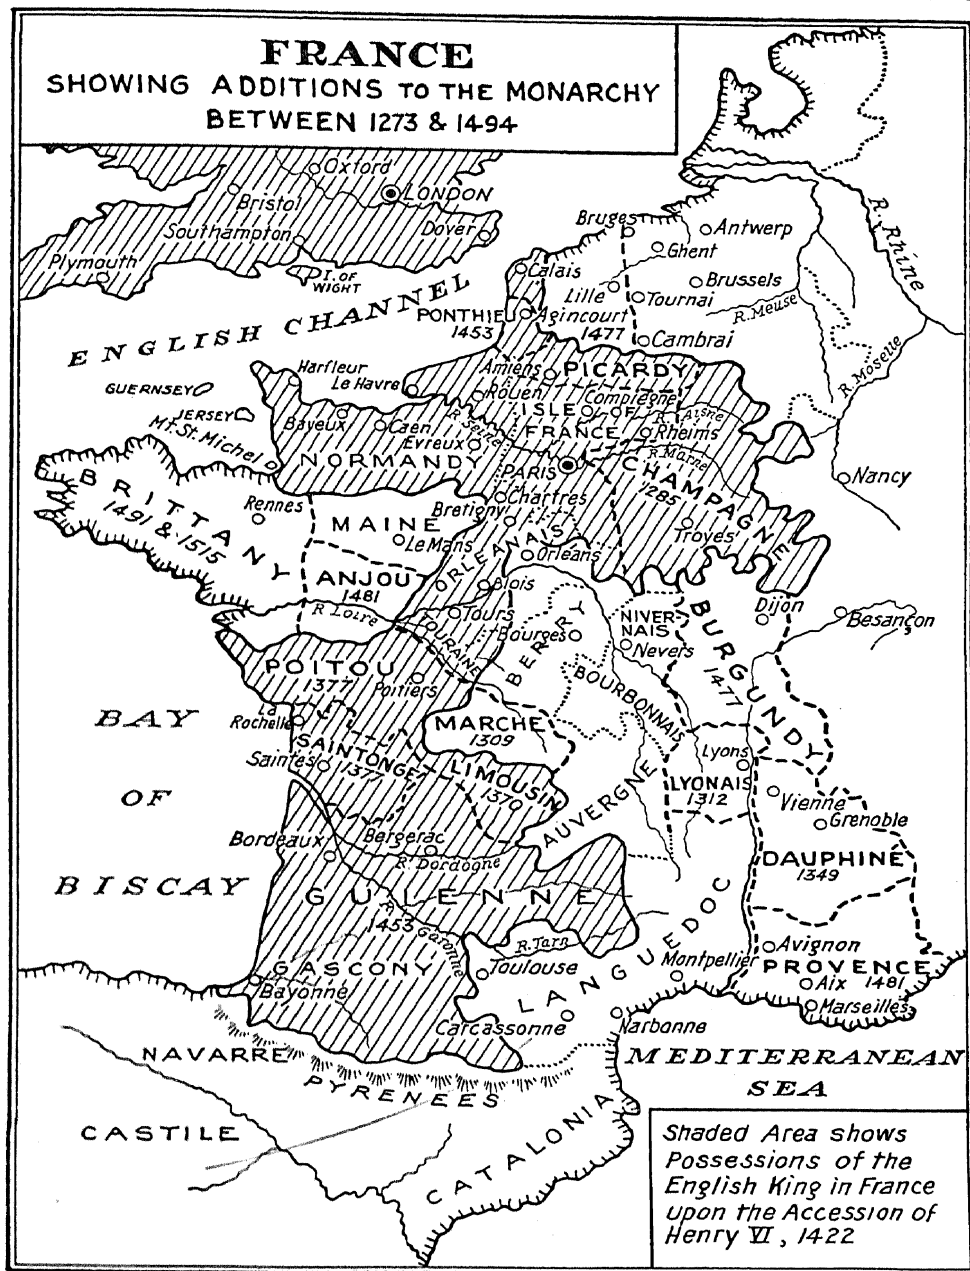 FRANCE
SHOWING ADDITIONS TO THE MONARCHY
BETWEEN 1273 & 1494
Oxford
LONDON
Bristol
Southampton
Dover
Plymouth
I. OF
WIGHT
ENGLISH CHANNEL
Bruges
Antwerp
Ghent
Brussels
Calais
Lille
Tournai
R. Meuse
R. Rhine
R. Moselle
PONTHIEU
1453
Agincourt
1477
Cambrai
Harfleur
Le Havre
Amiens
PICARDY
GUERNSEY
JERSEY
Mt. St. Michel
Rouen
Compregne
ISLE OF
FRANCE
R. Aisne
Rheims
Bayeux
Caen
Evreux
R. Seine
R. Marne
NORMANDY
PARIS
CHAMPAGNE
1285
Nancy
BRITTANY
1491 & 1515
Rennes
MAINE
Le Mans
Chartres
Bretigny
Troyes
ORLEANAIS
Orleans
ANJOU
1481
Blois
R. Loire
Tours
TOURAINE
Bourges
BERRY
NIVER-
NAIS
Nevers
BURGUNDY
1477
Dijon
Besançon
POITOU
1377
Poitiers
BOURBONNAIS
BAY
OF
BISCAY
La
Rochelle
MARCHE
1309
Saintes
SAINTONGE
1377
LIMOUSIN
1370
AUVERGNE
Lyons
LYONAIS
1312
Vienne
Grenoble
Bordeaux
Bergerac
R. Dordogne
DAUPHINE
1349
GUIENNE
1453
R. Garonne
R. Tarn
LANGUEDOC
Avignon
Montpellier
PROVENCE
1481
Aix
Marseilles
GASCONY
Bayonne
Toulouse
Carcassonne
Narbonne
NAVARRE
PYRENEES
MEDITERRANEAN
SEA
CASTILE
CATALONIA
Shaded Area shows
Possessions of the
English King in France
upon the Accession of
Henry VI, 1422